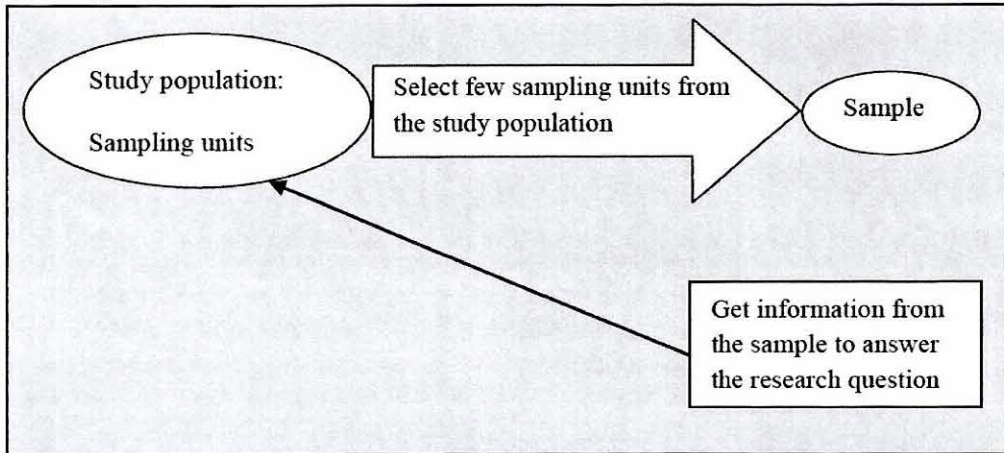 Study population:
Sampling units
Select few sampling units from
the study population
Sample
Get information from
the sample to answer
the research question